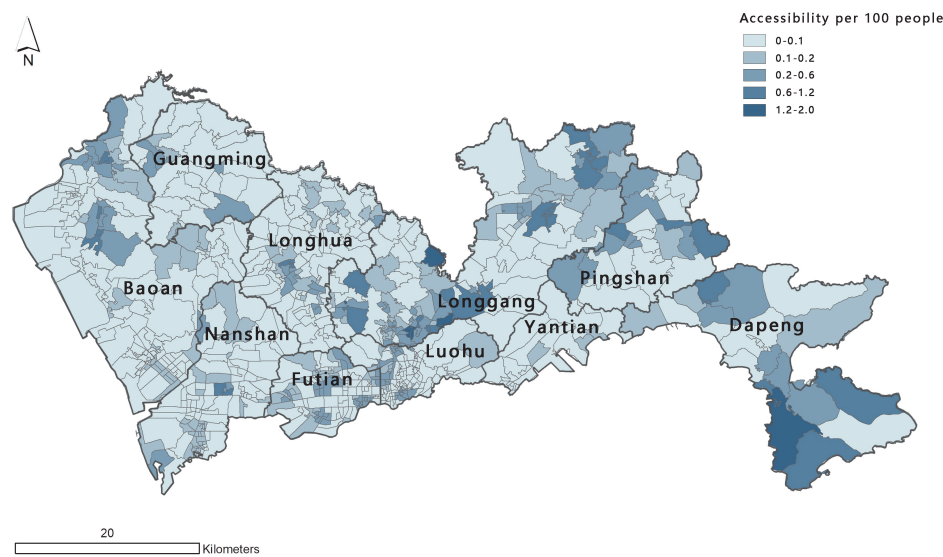 Accessibility per 100 people
0-0.1
0.1-0.2
0.2-0.6
0.6-1.2
1.2-2.0
N
Guangming
Longhua
Baoan
Pingshan
Longgang
Nanshan
Yantian
Dapeng
Luohu
Futian
20
Kilometers